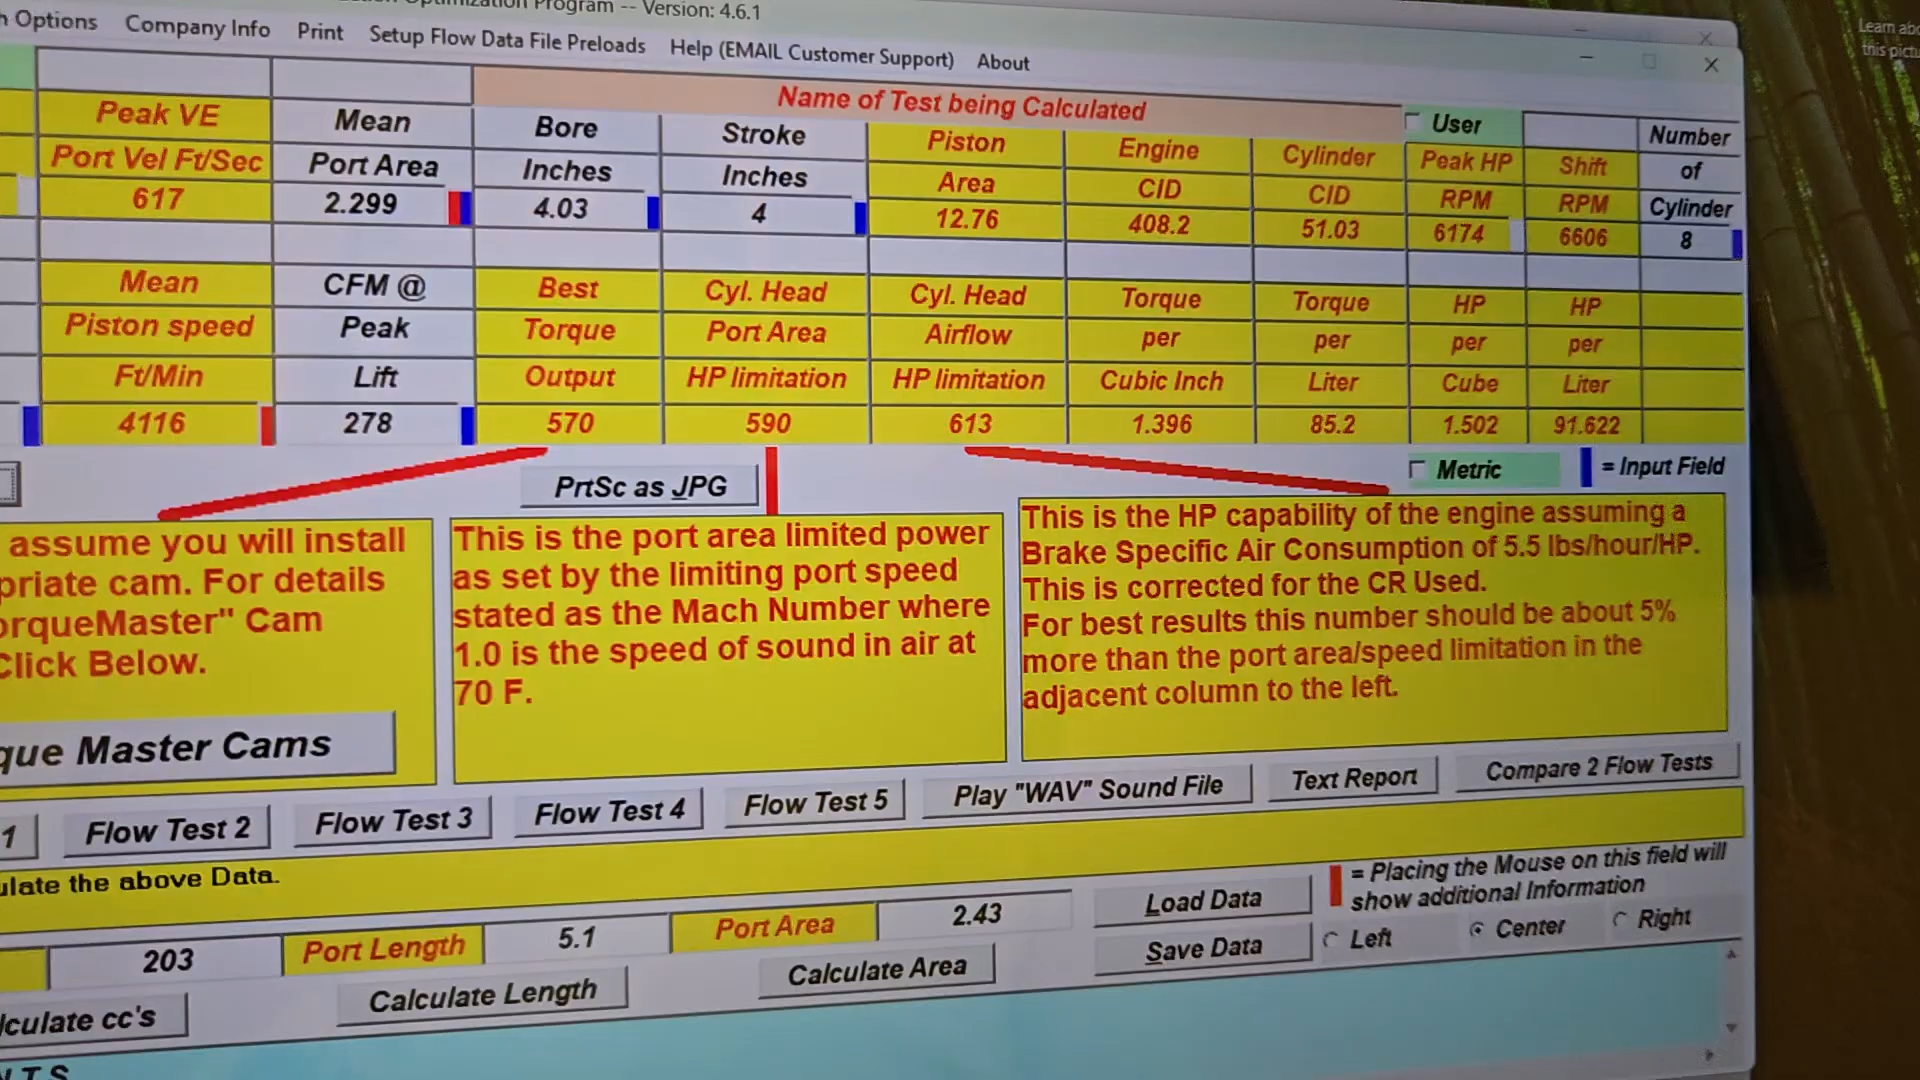 Program -- Version: 4.6.1
Options Company Info Print Setup Flow Data File Preloads Help (EMAIL Customer Support) About
Name of Test being Calculated
Peak VE Mean Bore Stroke Piston Engine Cylinder User Number
Port Vel Ft/Sec Port Area Inches Inches Area CID CID Peak HP Shift of
617 2.299 4.03 4 12.76 408.2 51.03 RPM RPM Cylinder
6174 6606 8
Mean CFM @ Best Cyl. Head Cyl. Head Torque Torque HP HP
Piston speed Peak Torque Port Area Airflow per per per per
Ft/Min Lift Output HP limitation HP limitation Cubic Inch Liter Cube Liter
4116 278 570 590 613 1.396 85.2 1.502 91.622
PrtSc as JPG
Metric = Input Field
assume you will install
priate cam. For details
orqueMaster" Cam
Click Below.
que Master Cams
This is the port area limited power
as set by the limiting port speed
stated as the Mach Number where
1.0 is the speed of sound in air at
70 F.
This is the HP capability of the engine assuming a
Brake Specific Air Consumption of 5.5 lbs/hour/HP.
This is corrected for the CR Used.
For best results this number should be about 5%
more than the port area/speed limitation in the
adjacent column to the left.
1 Flow Test 2 Flow Test 3 Flow Test 4 Flow Test 5 Play "WAV" Sound File Text Report Compare 2 Flow Tests
ulate the above Data.
= Placing the Mouse on this field will
show additional Information
203 Port Length 5.1 Port Area 2.43 Load Data
Save Data Left Center Right
lculate cc's Calculate Length Calculate Area
Learn abo
this pictu